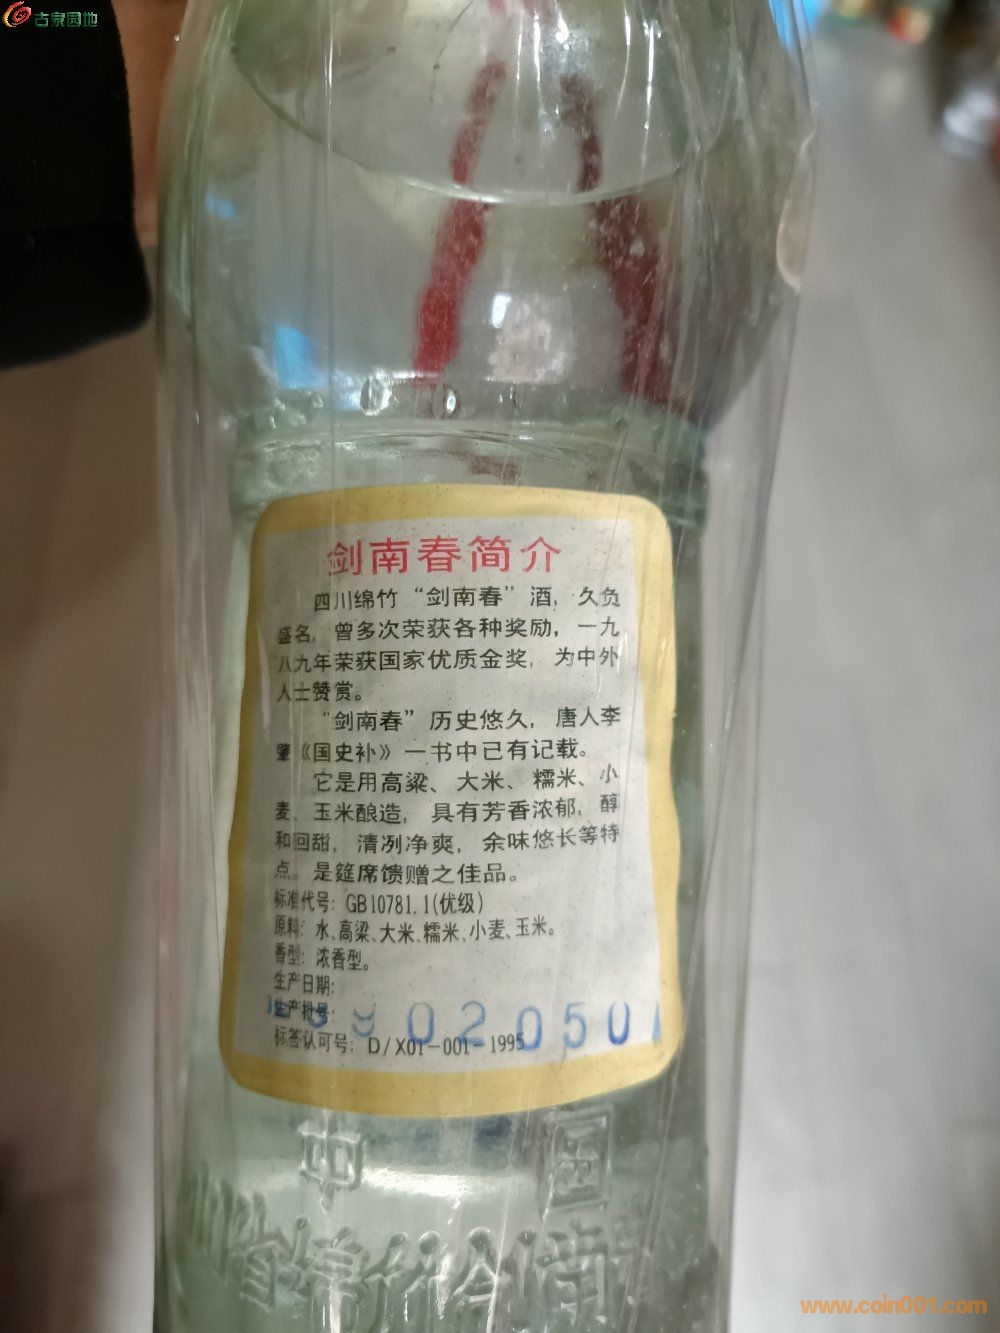 古泉园地
剑南春简介
四川绵竹“剑南春”酒，久负
盛名，曾多次荣获各种奖励，一九
八九年荣获国家优质金奖，为中外
人士赞赏。
“剑南春”历史悠久，唐人李
肇《国史补》一书中已有记载。
它是用高粱、大米、糯米、小
麦、玉米酿造，具有芳香浓郁，醇
和回甜，清冽净爽，余味悠长等特
点。是筵席馈赠之佳品。
标准代号：GB10781.1(优级)
原料：水、高粱、大米、糯米、小麦、玉米。
香型：浓香型。
生产日期：
生产批号：
020501
标签认可号：D/X01-001-1995
中国
www.coin001.com